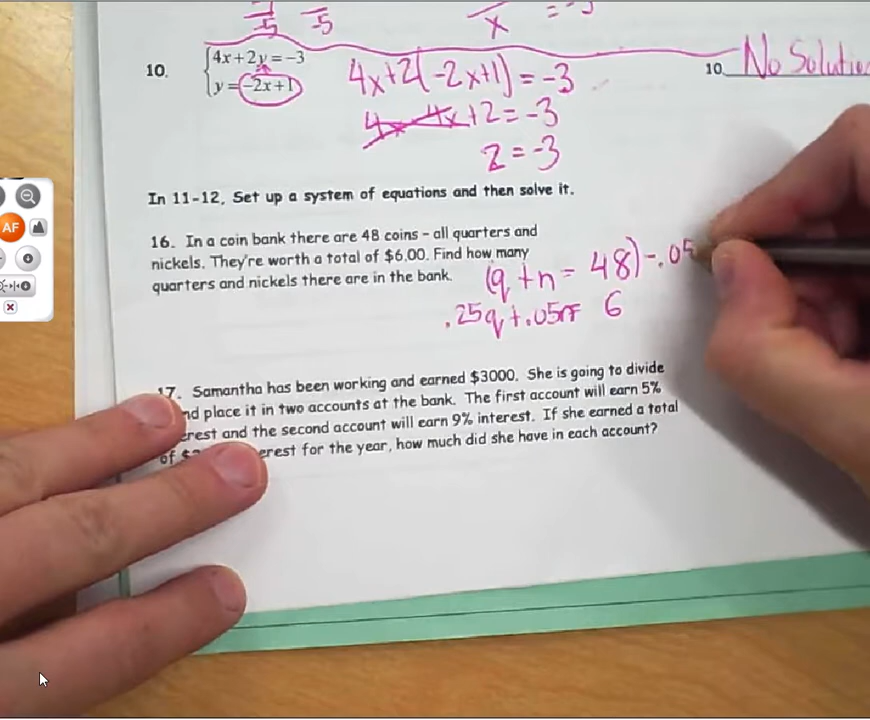 -5 -5
x = -5
10. {4x+2y=-3 4x+2(-2x+1) = -3 10. No Solution
y=-2x+1 4x-4x+2=-3
2=-3
In 11-12, Set up a system of equations and then solve it.
16. In a coin bank there are 48 coins – all quarters and
nickels. They're worth a total of $6.00. Find how many
quarters and nickels there are in the bank. (q+n = 48) -.05
.25q+.05n= 6
17. Samantha has been working and earned $3000. She is going to divide
nd place it in two accounts at the bank. The first account will earn 5%
erest and the second account will earn 9% interest. If she earned a total
of $ erest for the year, how much did she have in each account?
AF